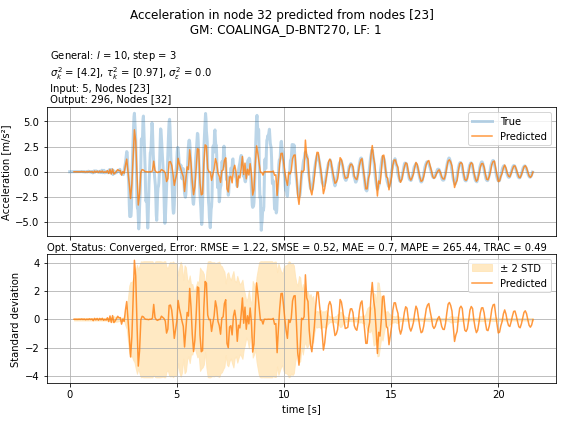 Acceleration in node 32 predicted from nodes [23]
GM: COALINGA_D-BNT270, LF: 1
General: l = 10, step = 3
σ²ₖ = [4.2], τ²ₖ = [0.97], σ²ε = 0.0
Input: 5, Nodes [23]
Output: 296, Nodes [32]
Acceleration [m/s²]
5.0
2.5
0.0
−2.5
−5.0
True
Predicted
Opt. Status: Converged, Error: RMSE = 1.22, SMSE = 0.52, MAE = 0.7, MAPE = 265.44, TRAC = 0.49
Standard deviation
4
2
0
−2
−4
± 2 STD
Predicted
0
5
10
15
20
time [s]